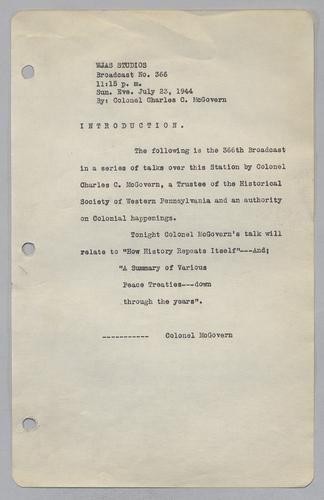 WJAS STUDIOS
Broadcast No. 366
11:15 p. m.
Sun. Eve. July 23, 1944
By: Colonel Charles C. McGovern
I N T R O D U C T I O N .
The following is the 366th Broadcast
in a series of talks over this Station by Colonel
Charles C. McGovern, a Trustee of the Historical
Society of Western Pennsylvania and an authority
on Colonial happenings.
Tonight Colonel McGovern's talk will
relate to "How History Repeats Itself"---And;
"A Summary of Various
Peace Treaties---down
through the years".
----------- Colonel McGovern